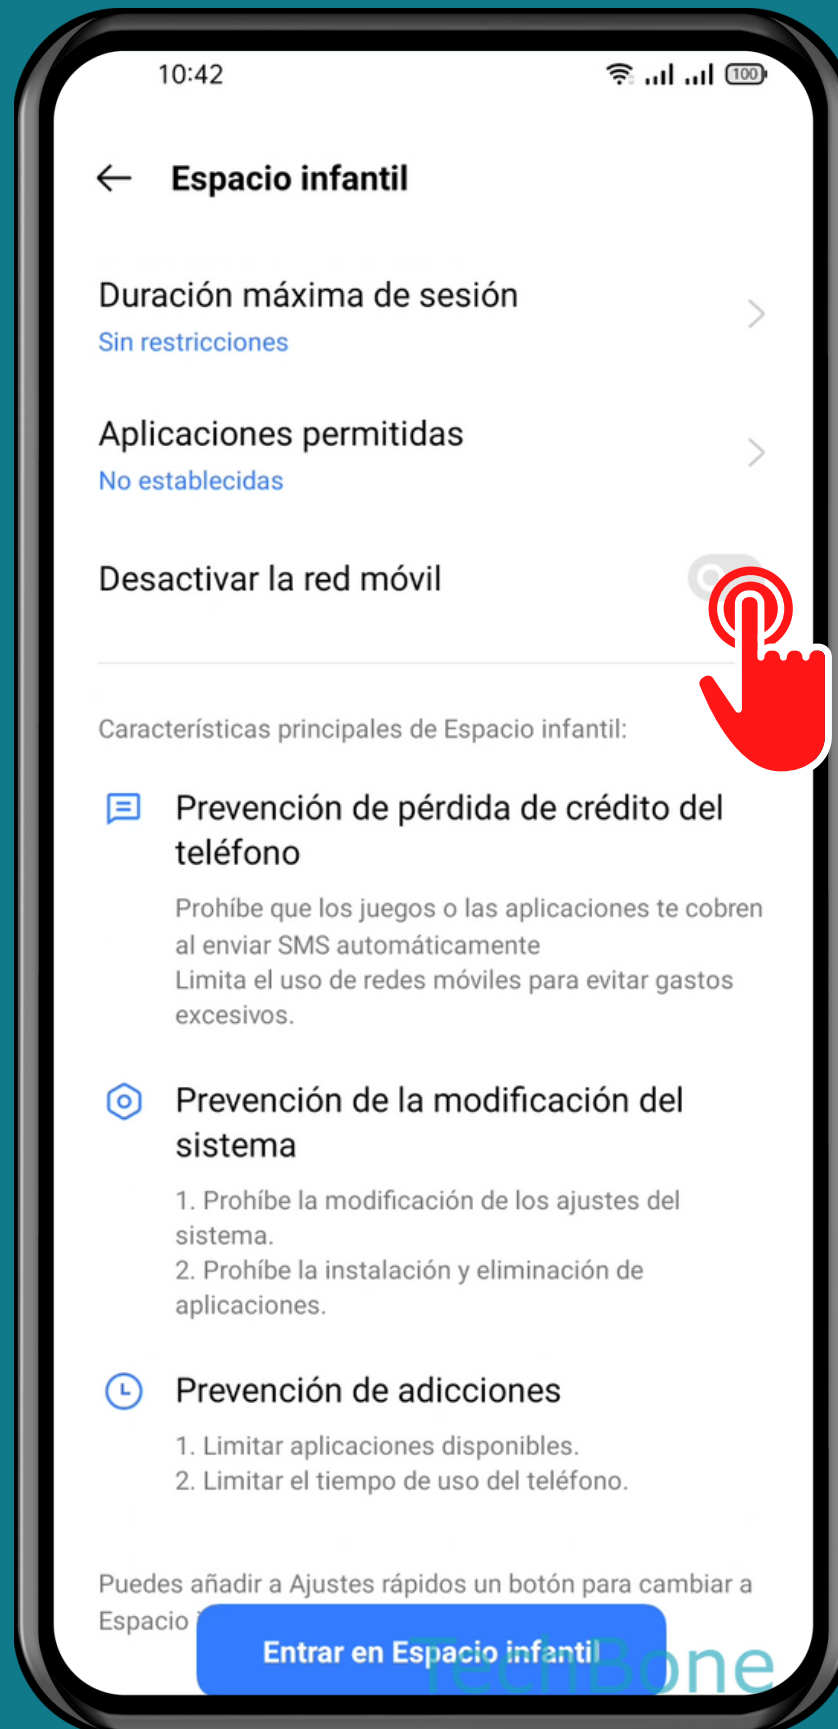 10:42
100
Espacio infantil
Duración máxima de sesión
Sin restricciones
Aplicaciones permitidas
No establecidas
Desactivar la red móvil
Características principales de Espacio infantil:
Prevención de pérdida de crédito del
teléfono
Prohíbe que los juegos o las aplicaciones te cobren
al enviar SMS automáticamente
Limita el uso de redes móviles para evitar gastos
excesivos.
Prevención de la modificación del
sistema
1. Prohíbe la modificación de los ajustes del
sistema.
2. Prohíbe la instalación y eliminación de
aplicaciones.
Prevención de adicciones
1. Limitar aplicaciones disponibles.
2. Limitar el tiempo de uso del teléfono.
Puedes añadir a Ajustes rápidos un botón para cambiar a
Espacio
Entrar en Espacio infantil
TechBone